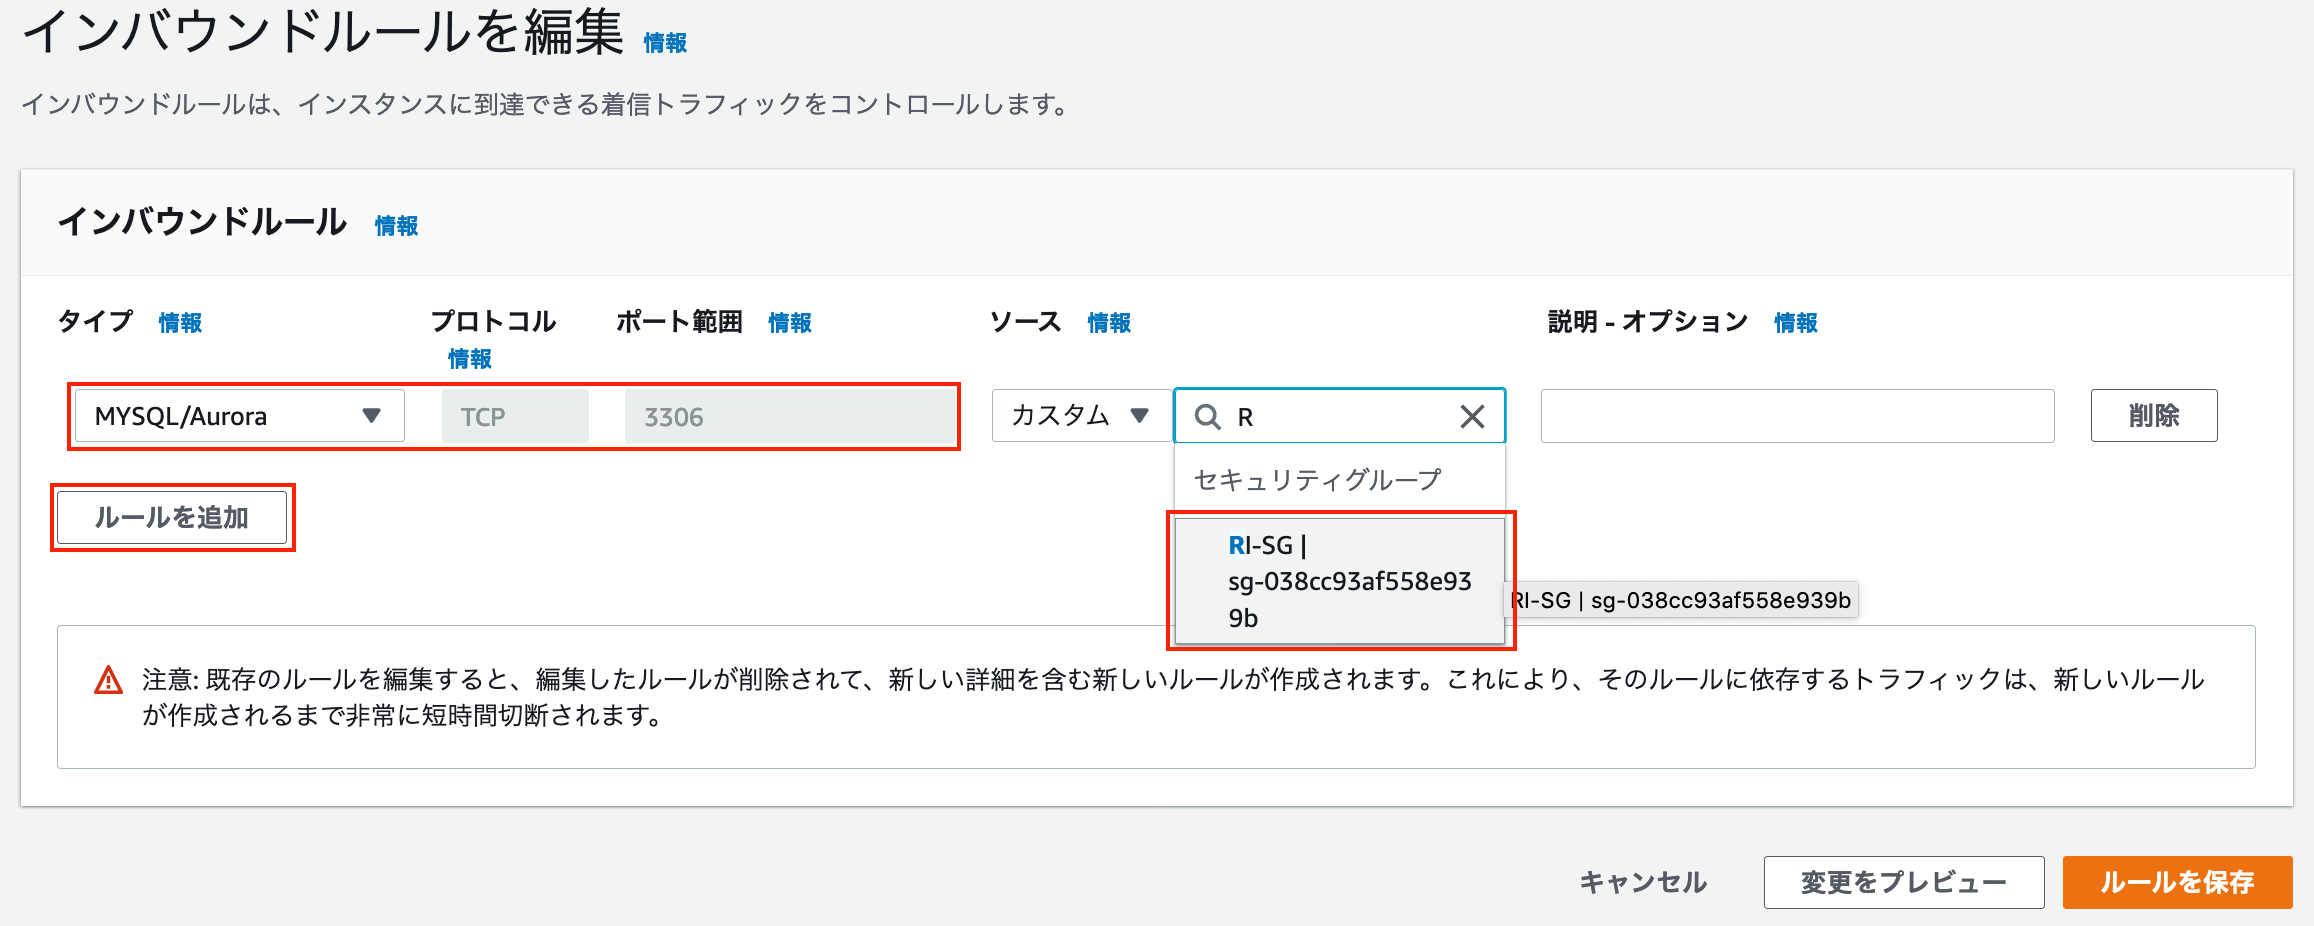 インバウンドルールを編集 情報
インバウンドルールは、インスタンスに到達できる着信トラフィックをコントロールします。
インバウンドルール 情報
タイプ 情報
プロトコル
情報
ポート範囲 情報
ソース 情報
説明 - オプション 情報
MYSQL/Aurora
TCP
3306
カスタム
R
削除
セキュリティグループ
RI-SG |
sg-038cc93af558e93
9b
RI-SG | sg-038cc93af558e939b
ルールを追加
注意: 既存のルールを編集すると、編集したルールが削除されて、新しい詳細を含む新しいルールが作成されます。これにより、そのルールに依存するトラフィックは、新しいルール
が作成されるまで非常に短時間切断されます。
キャンセル
変更をプレビュー
ルールを保存